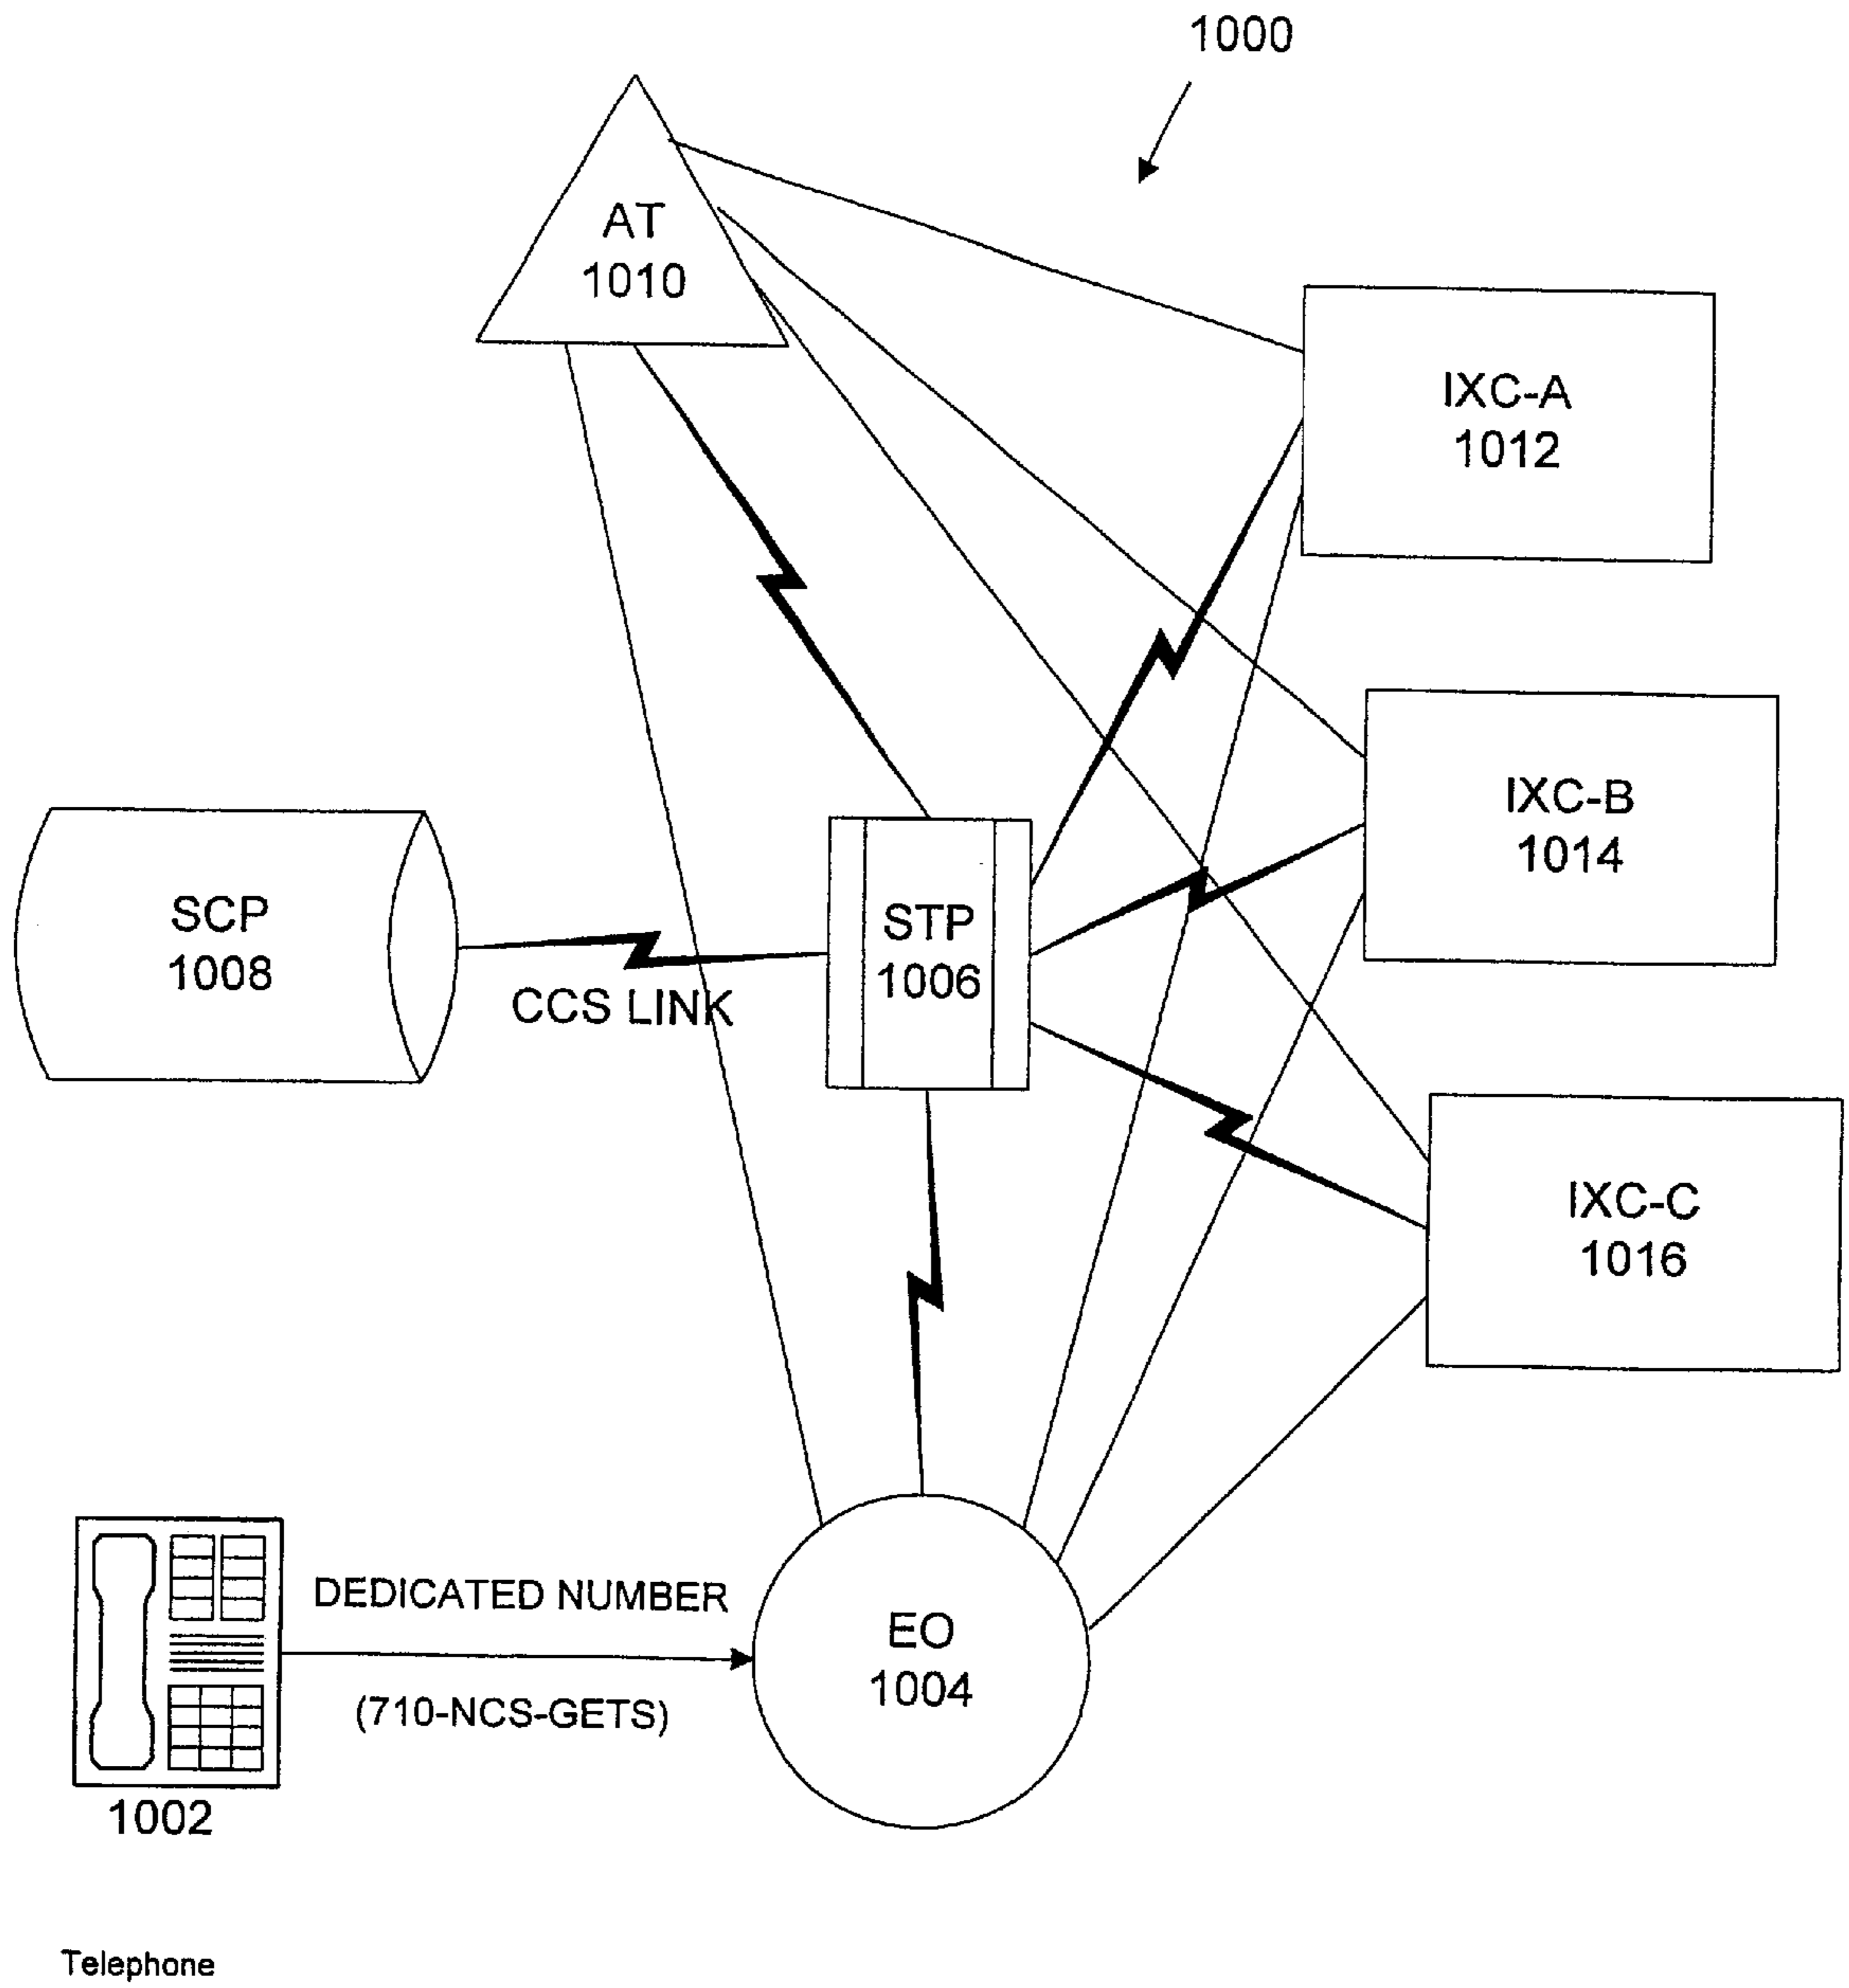 1000
AT
1010
IXC-A
1012
IXC-B
1014
SCP
1008
STP
1006
CCS LINK
IXC-C
1016
DEDICATED NUMBER
EO
1004
(710-NCS-GETS)
1002
Telephone